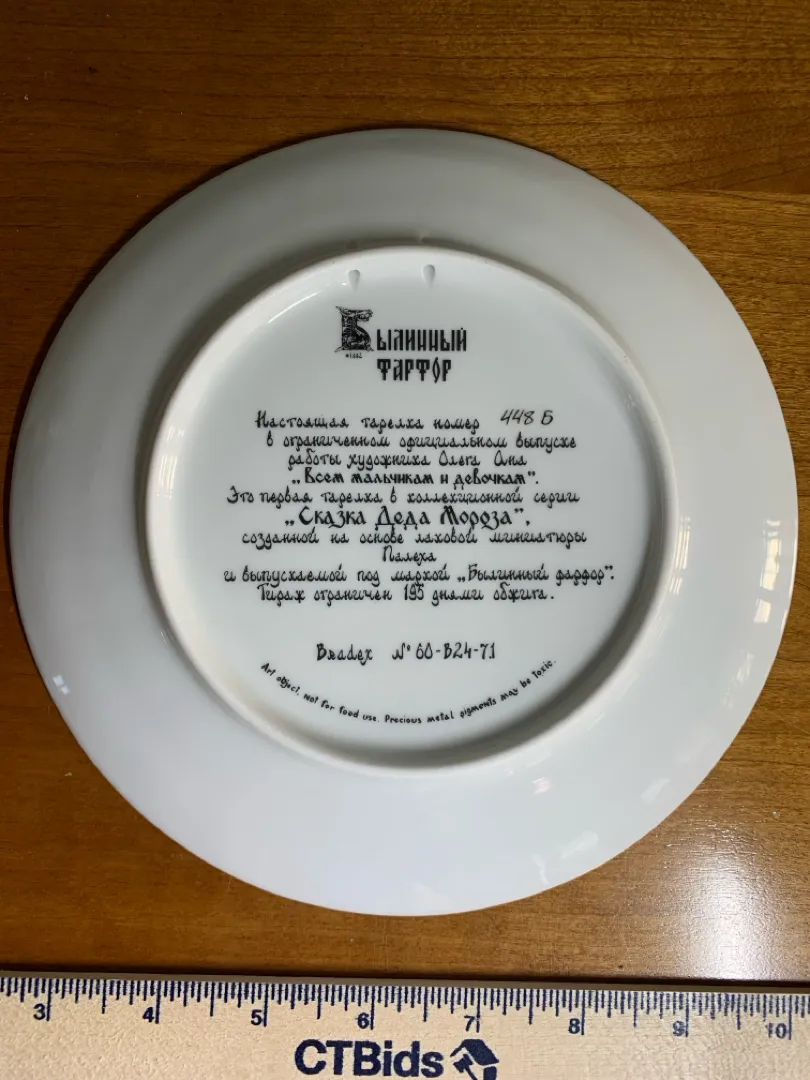 Былинный
©1992
фарфор
Настоящая тарелка номер 448 Б
в ограниченном официальном выпуске
работы художника Олега Ана
„Всем мальчикам и девочкам".
Это первая тарелка в коллекционной серии
„Сказка Деда Мороза",
созданной на основе лаковой миниатюры
Палеха
и выпускаемой под маркой „Былинный фарфор".
Тираж ограничен 195 днями обжига.
Bradex № 60-B24-7.1
Art object, not for food use. Precious metal pigments may be toxic.
3 4 5 6 7 8 9 10
CTBids